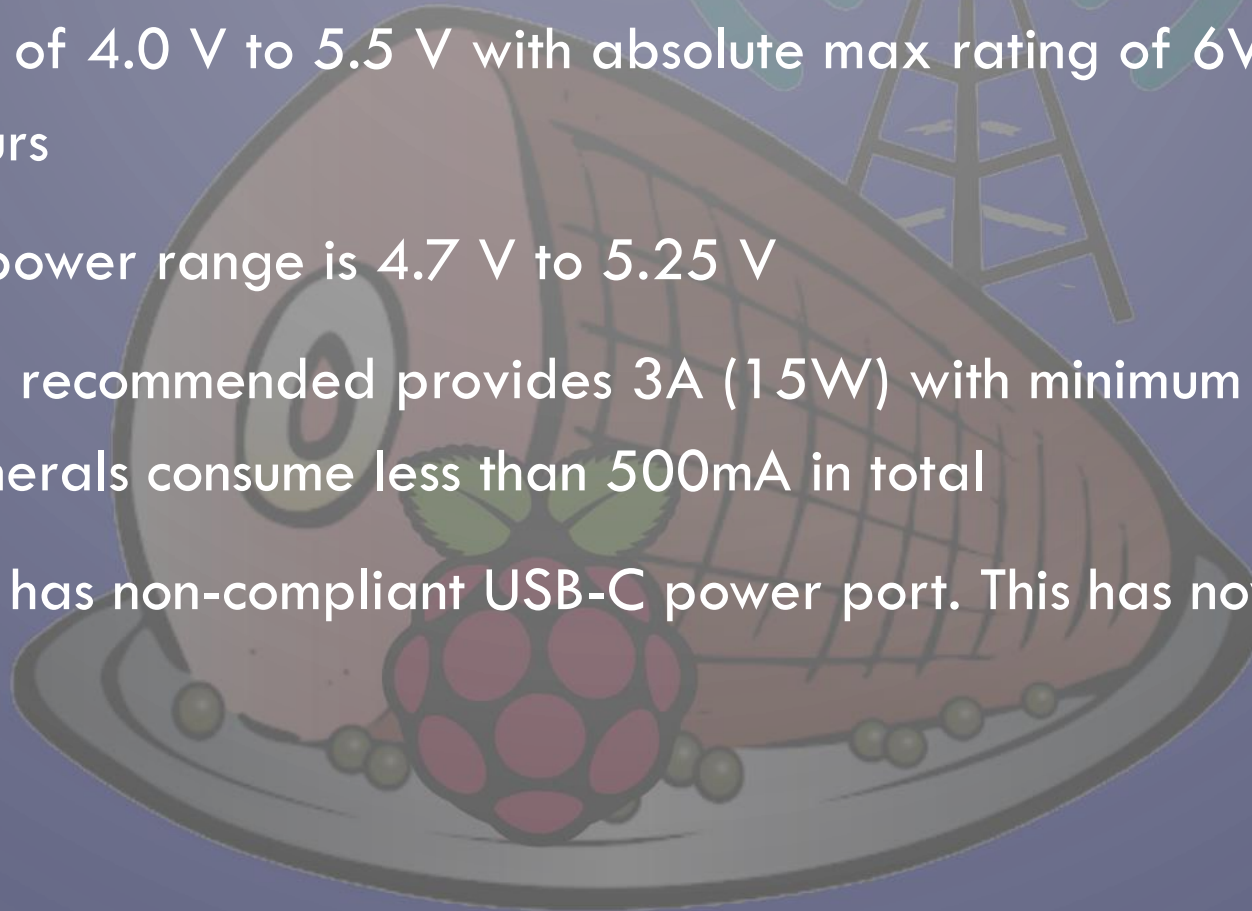 of 4.0 V to 5.5 V with absolute max rating of 6V
urs
power range is 4.7 V to 5.25 V
recommended provides 3A (15W) with minimum
nerals consume less than 500mA in total
has non-compliant USB-C power port. This has no